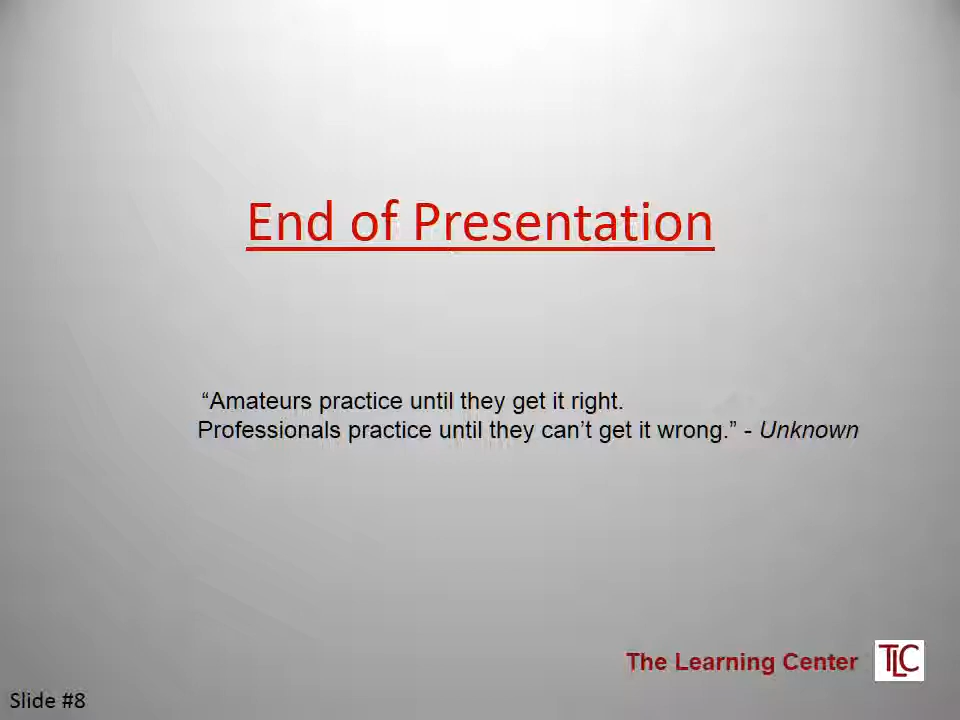 End of Presentation
“Amateurs practice until they get it right.
Professionals practice until they can’t get it wrong.” - Unknown
The Learning Center
TLC
Slide #8